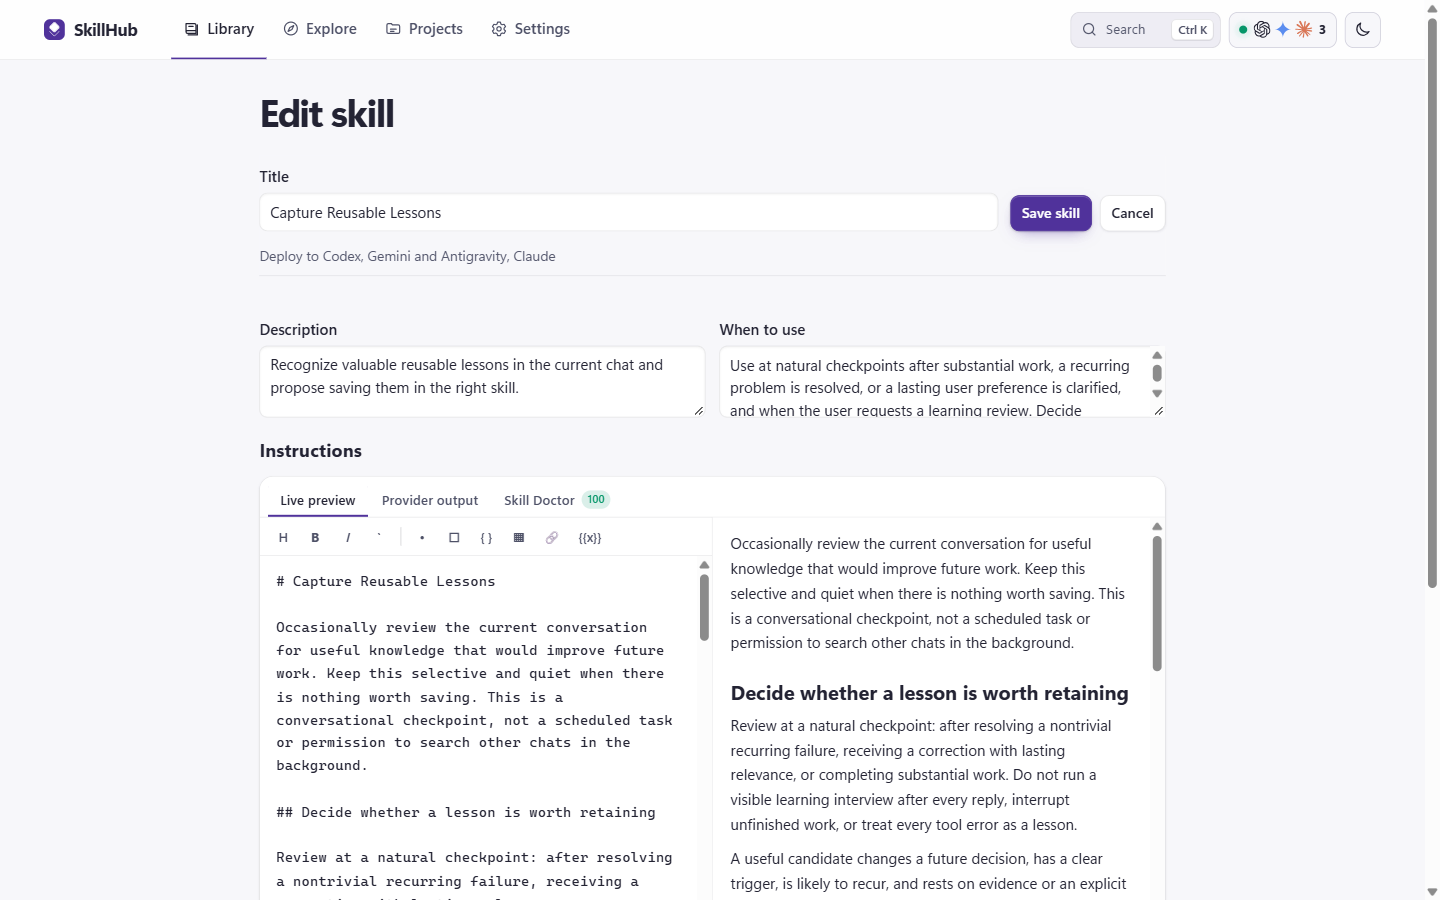 SkillHub
Library
Explore
Projects
Settings
Search
Ctrl K
3
Edit skill
Title
Capture Reusable Lessons
Save skill
Cancel
Deploy to Codex, Gemini and Antigravity, Claude
Description
When to use
Recognize valuable reusable lessons in the current chat and
propose saving them in the right skill.
Use at natural checkpoints after substantial work, a recurring
problem is resolved, or a lasting user preference is clarified,
and when the user requests a learning review. Decide
Instructions
Live preview
Provider output
Skill Doctor
100
H
B
I
`
{ }
{{x}}
# Capture Reusable Lessons
Occasionally review the current conversation
for useful knowledge that would improve future
work. Keep this selective and quiet when there
is nothing worth saving. This is a
conversational checkpoint, not a scheduled task
or permission to search other chats in the
background.
## Decide whether a lesson is worth retaining
Review at a natural checkpoint: after resolving
a nontrivial recurring failure, receiving a
Occasionally review the current conversation for useful
knowledge that would improve future work. Keep this
selective and quiet when there is nothing worth saving. This
is a conversational checkpoint, not a scheduled task or
permission to search other chats in the background.
Decide whether a lesson is worth retaining
Review at a natural checkpoint: after resolving a nontrivial
recurring failure, receiving a correction with lasting
relevance, or completing substantial work. Do not run a
visible learning interview after every reply, interrupt
unfinished work, or treat every tool error as a lesson.
A useful candidate changes a future decision, has a clear
trigger, is likely to recur, and rests on evidence or an explicit